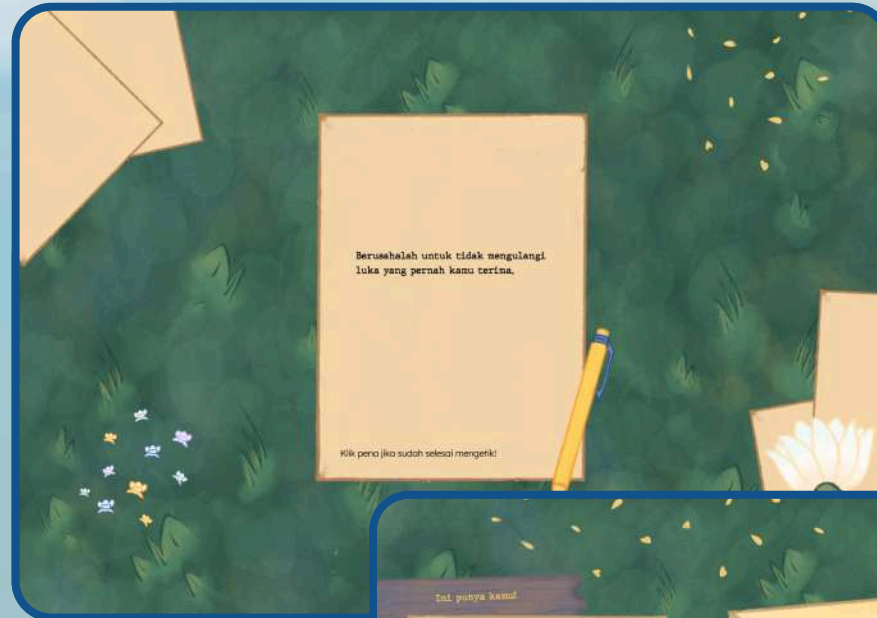 Berusahalah untuk tidak mengulangi
luka yang pernah kamu terima.
Klik pena jika sudah selesai mengetik!
Ini punya kamu!